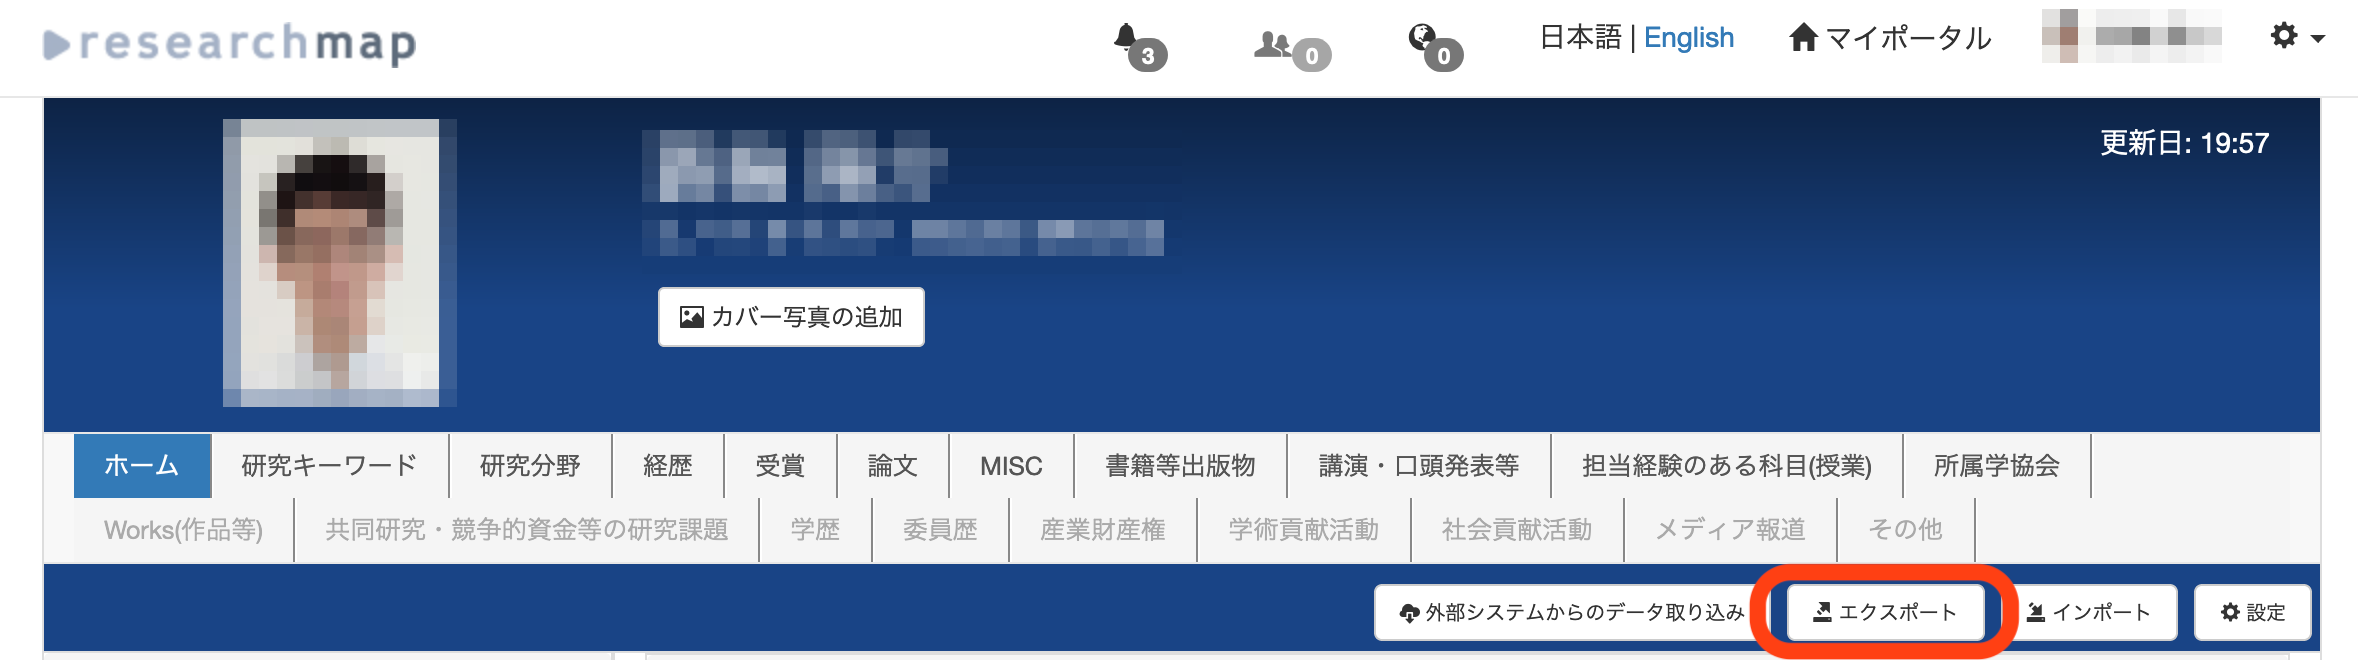 researchmap
3
0
0
日本語 | English
マイポータル
更新日: 19:57
カバー写真の追加
ホーム 研究キーワード 研究分野 経歴 受賞 論文 MISC 書籍等出版物 講演・口頭発表等 担当経験のある科目(授業) 所属学協会
Works(作品等) 共同研究・競争的資金等の研究課題 学歴 委員歴 産業財産権 学術貢献活動 社会貢献活動 メディア報道 その他
外部システムからのデータ取り込み エクスポート インポート 設定